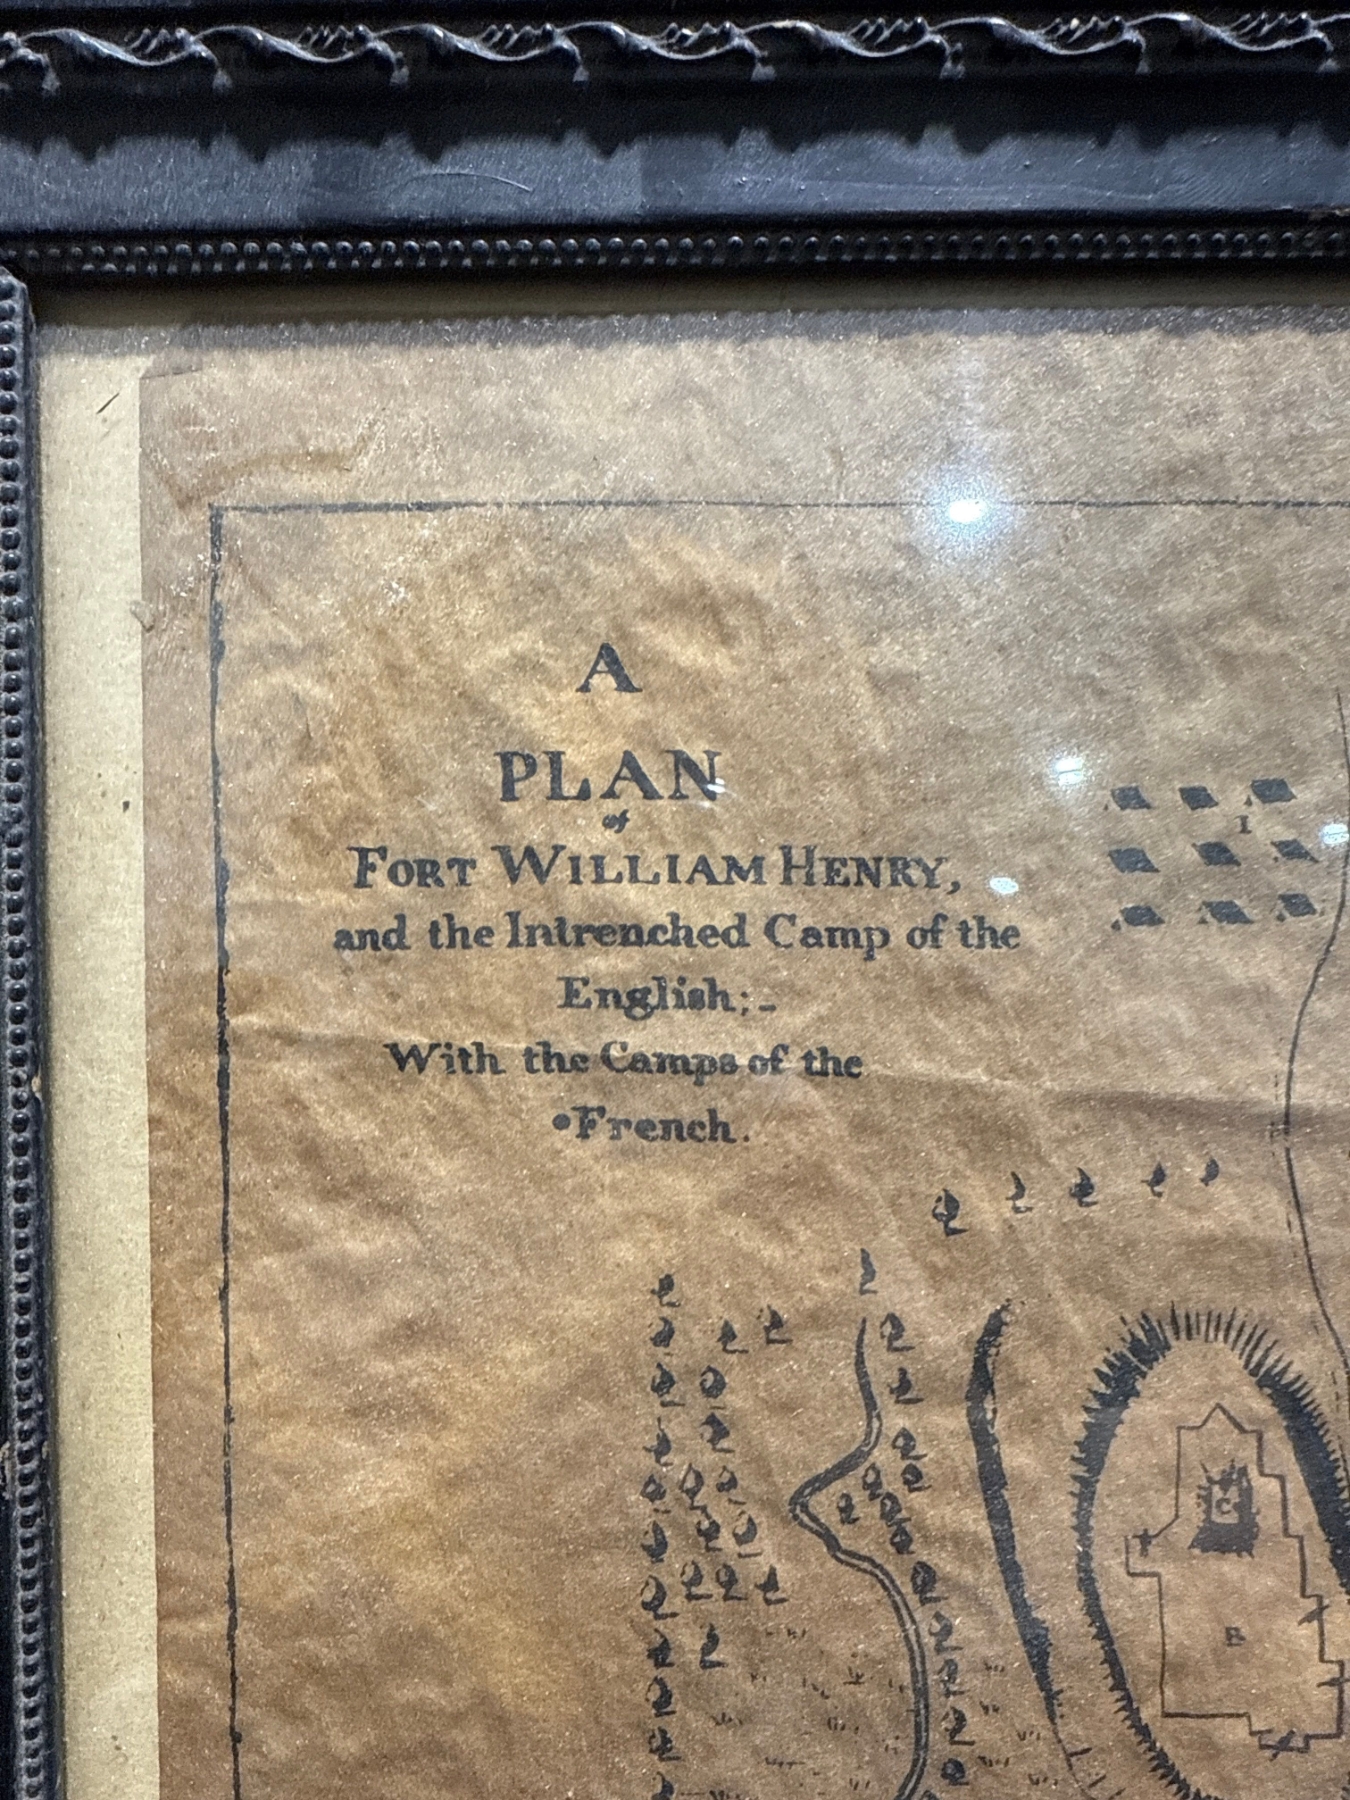 A
PLAN
of
FORT WILLIAM HENRY,
and the Intrenched Camp of the
English;-
With the Camps of the
French.
I
C
B